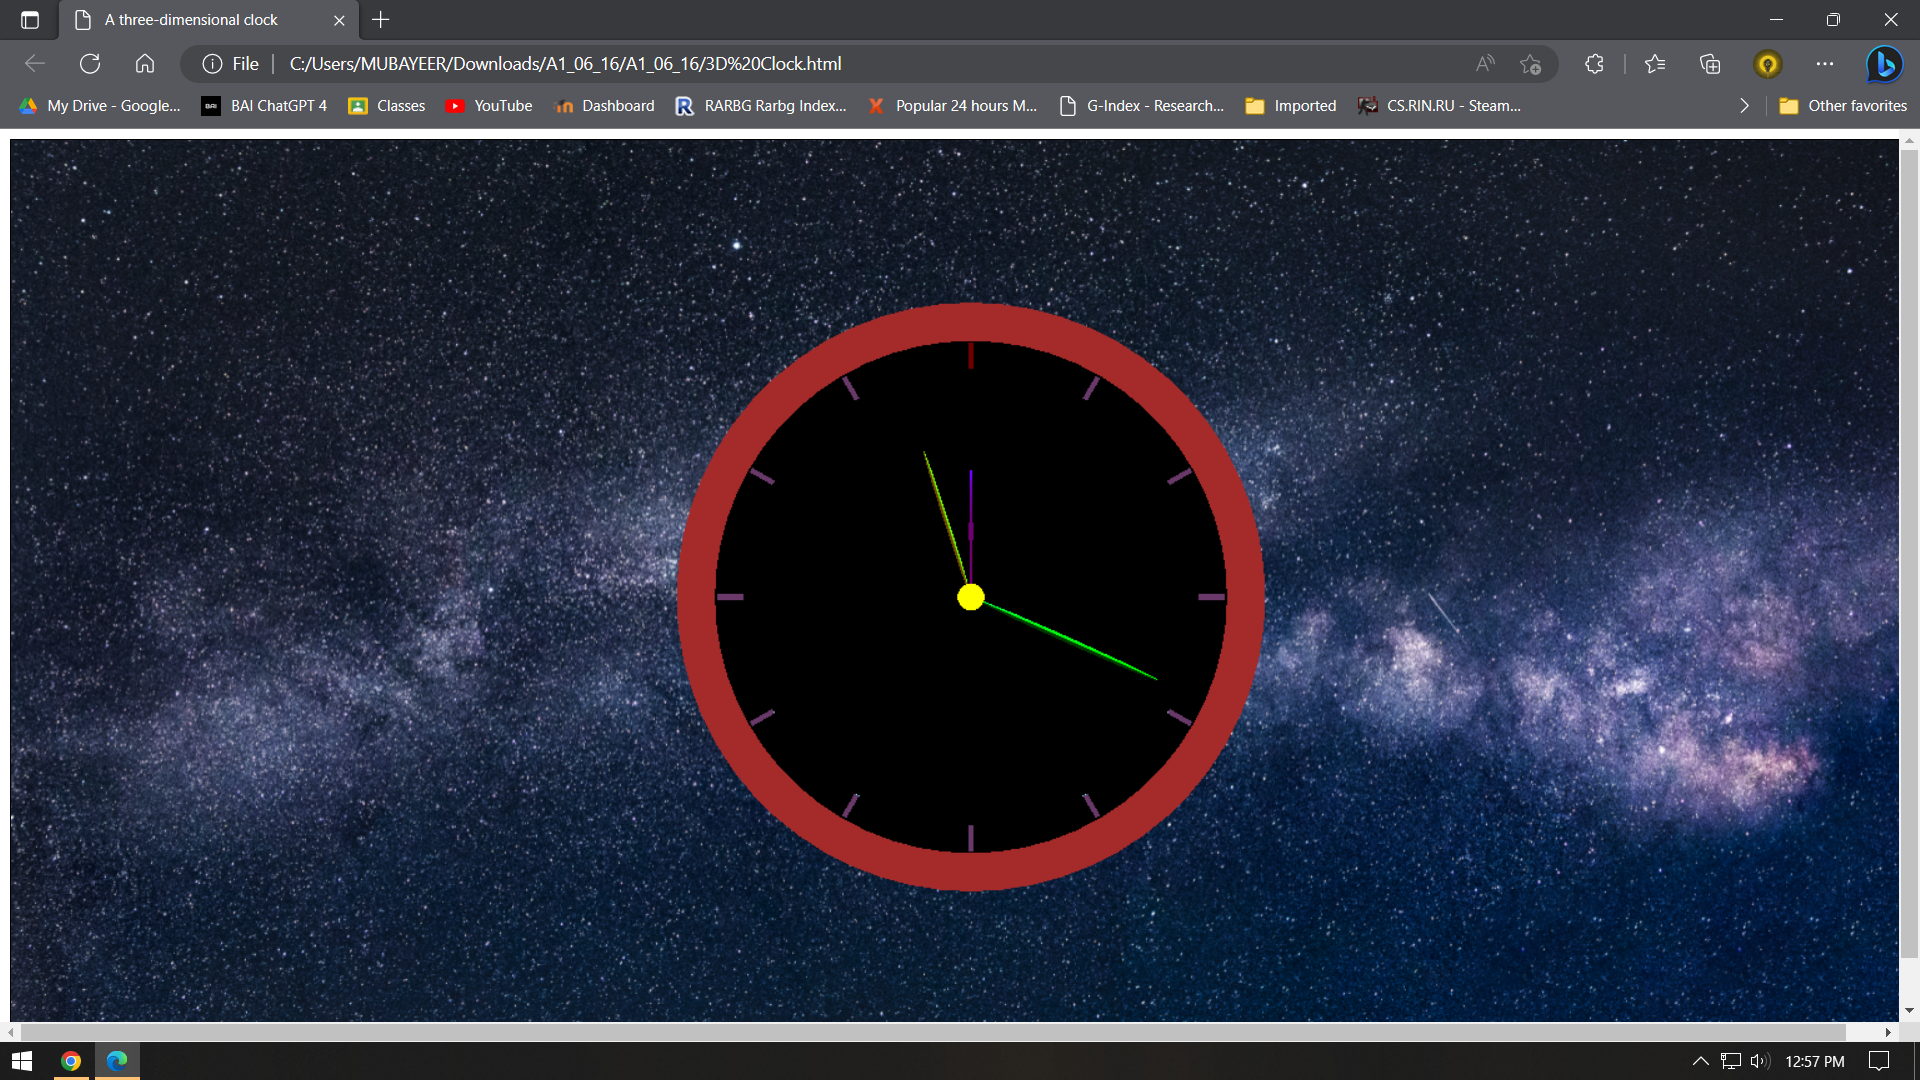 A three-dimensional clock
File C:/Users/MUBAYEER/Downloads/A1_06_16/A1_06_16/3D%20Clock.html
My Drive - Google... BAI BAI ChatGPT 4 Classes YouTube Dashboard RARBG Rarbg Index... Popular 24 hours M... G-Index - Research... Imported CS.RIN.RU - Steam... Other favorites
12:57 PM